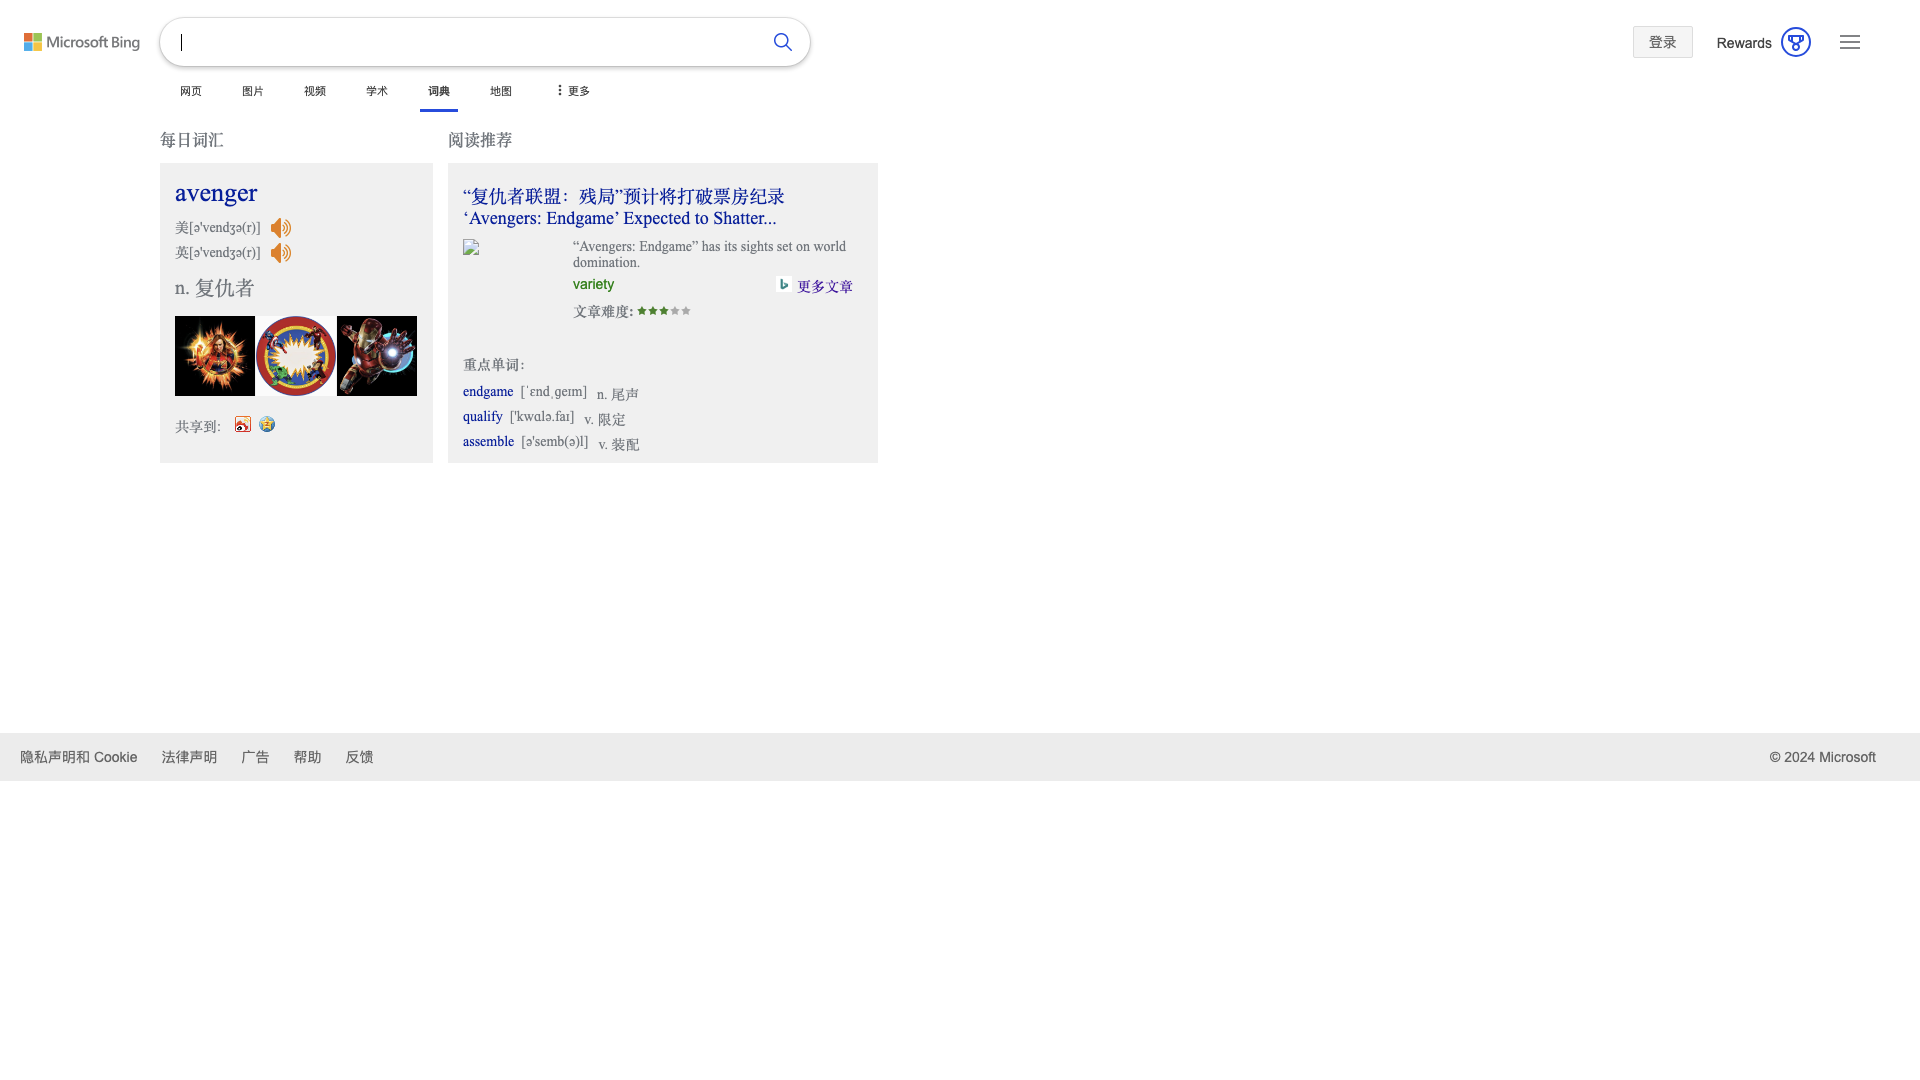 Microsoft Bing
登录
Rewards
网页
图片
视频
学术
词典
地图
更多
每日词汇
avenger
美[ə'vendʒə(r)]
英[ə'vendʒə(r)]
n. 复仇者
共享到:
阅读推荐
“复仇者联盟：残局”预计将打破票房纪录
‘Avengers: Endgame’ Expected to Shatter...
“Avengers: Endgame” has its sights set on world
domination.
variety
更多文章
文章难度:
重点单词:
endgame [ˈɛndˌɡeɪm] n. 尾声
qualify ['kwɑlə.faɪ] v. 限定
assemble [ə'semb(ə)l] v. 装配
隐私声明和 Cookie
法律声明
广告
帮助
反馈
© 2024 Microsoft